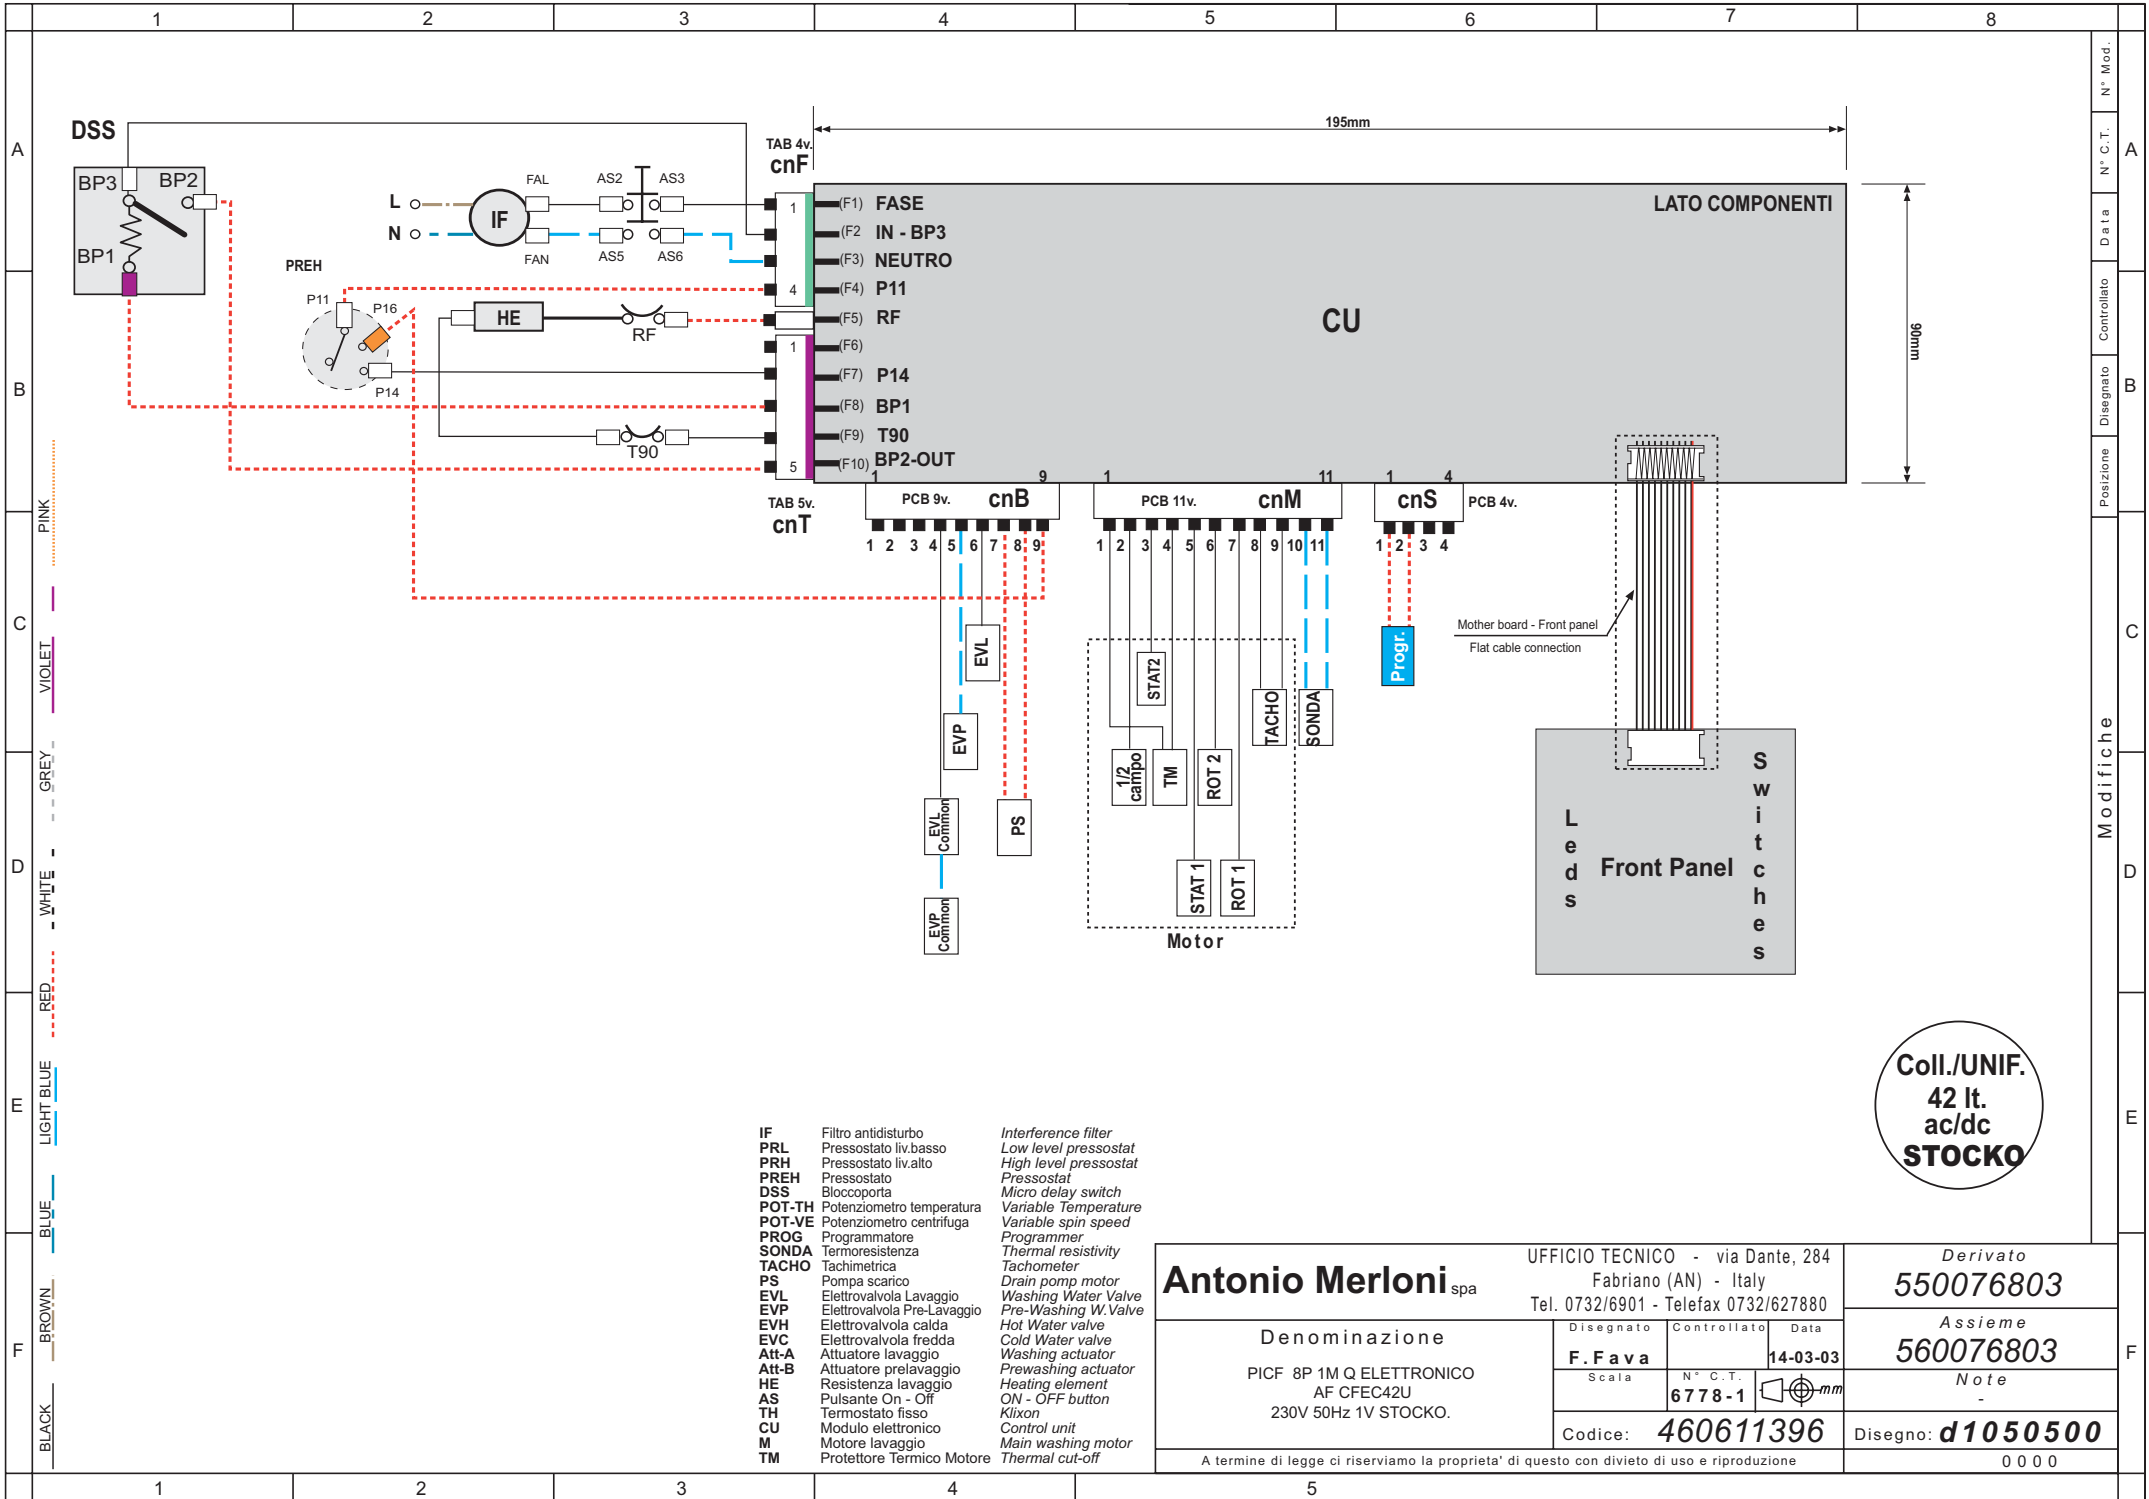 1 2 3 4 5 6 7 8
A
B
C
D
E
F
A
B
C
D
E
F
N° Mod.
N° C.T.
Data
Controllato
Disegnato
Posizione
Modifiche
DSS
BP3
BP2
BP1
L
N
IF
FAL
FAN
AS2
AS3
AS5
AS6
PREH
P11
P16
P14
HE
RF
T90
TAB 4v.
cnF
1
4
1
5
TAB 5v.
cnT
195mm
90mm
LATO COMPONENTI
CU
(F1) FASE
(F2 IN - BP3
(F3) NEUTRO
(F4) P11
(F5) RF
(F6)
(F7) P14
(F8) BP1
(F9) T90
(F10) BP2-OUT
1 9
PCB 9v. cnB
1 2 3 4 5 6 7 8 9
1 11
PCB 11v. cnM
1 2 3 4 5 6 7 8 9 10 11
1 4
cnS PCB 4v.
1 2 3 4
EVL
EVP
EVL Common
EVP Common
PS
STAT2
1/2 campo
TM
ROT 2
STAT 1
ROT 1
TACHO
SONDA
Motor
Progr.
Mother board - Front panel
Flat cable connection
Leds
Front Panel
Switches
PINK
VIOLET
GREY
WHITE
RED
LIGHT BLUE
BLUE
BROWN
BLACK
Coll./UNIF.
42 lt.
ac/dc
STOCKO
IF Filtro antidisturbo Interference filter
PRL Pressostato liv.basso Low level pressostat
PRH Pressostato liv.alto High level pressostat
PREH Pressostato Pressostat
DSS Bloccoporta Micro delay switch
POT-TH Potenziometro temperatura Variable Temperature
POT-VE Potenziometro centrifuga Variable spin speed
PROG Programmatore Programmer
SONDA Termoresistenza Thermal resistivity
TACHO Tachimetrica Tachometer
PS Pompa scarico Drain pomp motor
EVL Elettrovalvola Lavaggio Washing Water Valve
EVP Elettrovalvola Pre-Lavaggio Pre-Washing W.Valve
EVH Elettrovalvola calda Hot Water valve
EVC Elettrovalvola fredda Cold Water valve
Att-A Attuatore lavaggio Washing actuator
Att-B Attuatore prelavaggio Prewashing actuator
HE Resistenza lavaggio Heating element
AS Pulsante On - Off ON - OFF button
TH Termostato fisso Klixon
CU Modulo elettronico Control unit
M Motore lavaggio Main washing motor
TM Protettore Termico Motore Thermal cut-off
Antonio Merloni spa
UFFICIO TECNICO - via Dante, 284
Fabriano (AN) - Italy
Tel. 0732/6901 - Telefax 0732/627880
Derivato
550076803
Denominazione
PICF 8P 1M Q ELETTRONICO
AF CFEC42U
230V 50Hz 1V STOCKO.
Disegnato Controllato Data
F.Fava 14-03-03
Scala N° C.T.
6778-1 mm
Assieme
560076803
Note
-
Codice: 460611396
Disegno: d1050500
A termine di legge ci riserviamo la proprieta' di questo con divieto di uso e riproduzione
0000
1 2 3 4 5